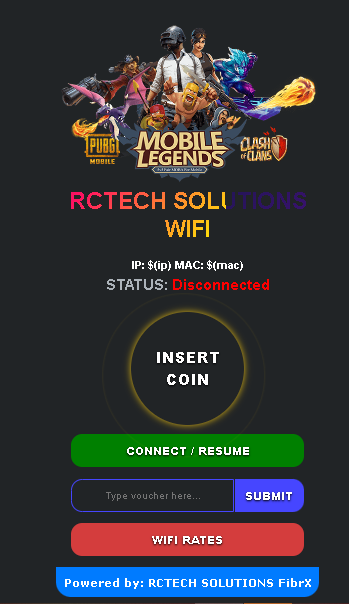 PUBG
MOBILE
MOBILE
LEGENDS
CLASH
OF
CLANS
RCTECH SOLUTIONS
WIFI
IP: $(ip) MAC: $(mac)
STATUS: Disconnected
INSERT
COIN
CONNECT / RESUME
Type voucher here...
SUBMIT
WIFI RATES
Powered by: RCTECH SOLUTIONS FibrX